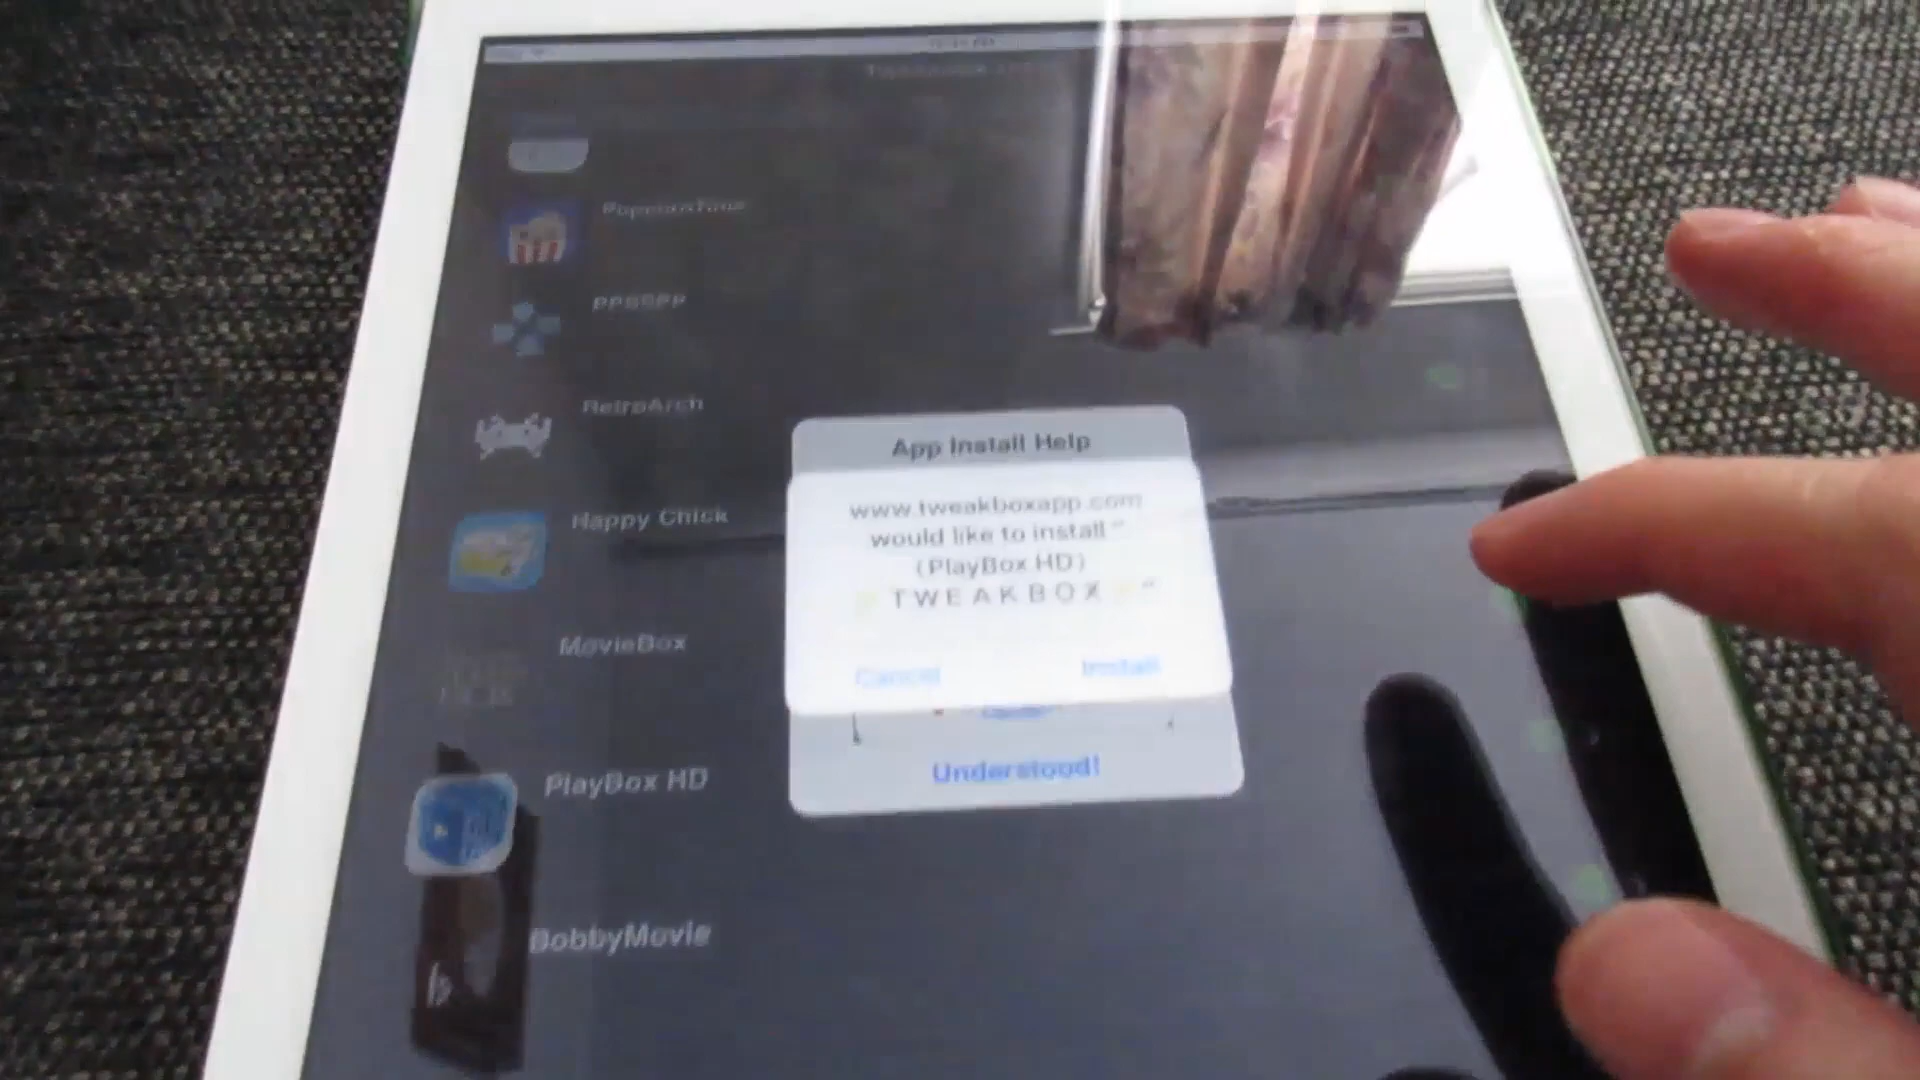 PopcornTime
PPSSPP
RetroArch
Happy Chick
MovieBox
PlayBox HD
BobbyMovie
App Install Help
www.tweakboxapp.com
would like to install "
(PlayBox HD)
TWEAKBOX "
Cancel
Install
Understood!